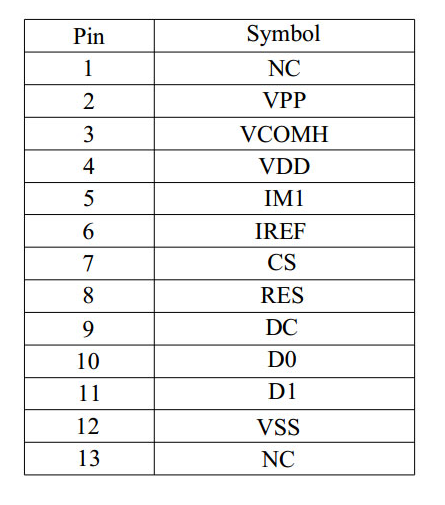 Pin Symbol
1 NC
2 VPP
3 VCOMH
4 VDD
5 IM1
6 IREF
7 CS
8 RES
9 DC
10 D0
11 D1
12 VSS
13 NC